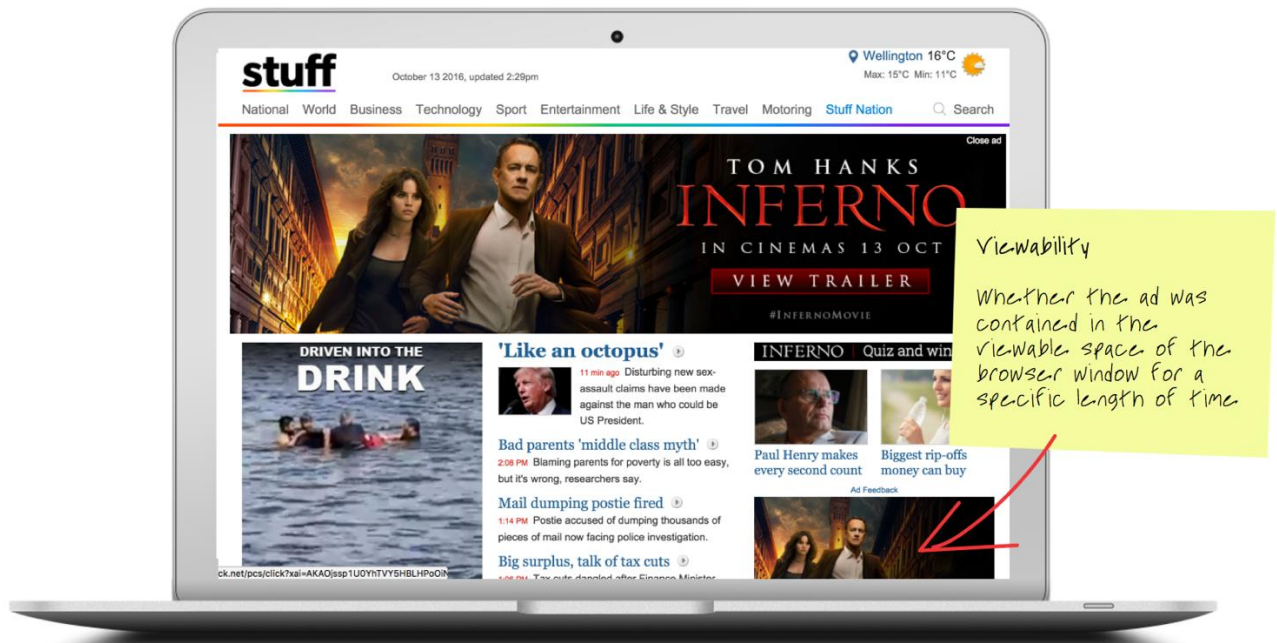 stuff
October 13 2016, updated 2:29pm
Wellington 16°C
Max: 15°C Min: 11°C
National World Business Technology Sport Entertainment Life & Style Travel Motoring Stuff Nation Search
Close ad
TOM HANKS
INFERNO
IN CINEMAS 13 OCT
VIEW TRAILER
#INFERNOMOVIE
DRIVEN INTO THE
DRINK
'Like an octopus'
11 min ago Disturbing new sex-
assault claims have been made
against the man who could be
US President.
Bad parents 'middle class myth'
2:08 PM Blaming parents for poverty is all too easy,
but it's wrong, researchers say.
Mail dumping postie fired
1:14 PM Postie accused of dumping thousands of
pieces of mail now facing police investigation.
Big surplus, talk of tax cuts
Tax cuts dangled after Finance Minister
INFERNO Quiz and win
Paul Henry makes
every second count
Biggest rip-offs
money can buy
Ad Feedback
Viewability
Whether the ad was
contained in the
viewable space of the
browser window for a
specific length of time